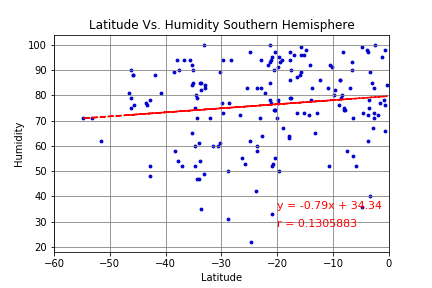 Latitude Vs. Humidity Southern Hemisphere
100
90
80
70
60
50
40
30
20
Humidity
y = -0.79x + 34.34
r = 0.1305883
−60 −50 −40 −30 −20 −10 0
Latitude